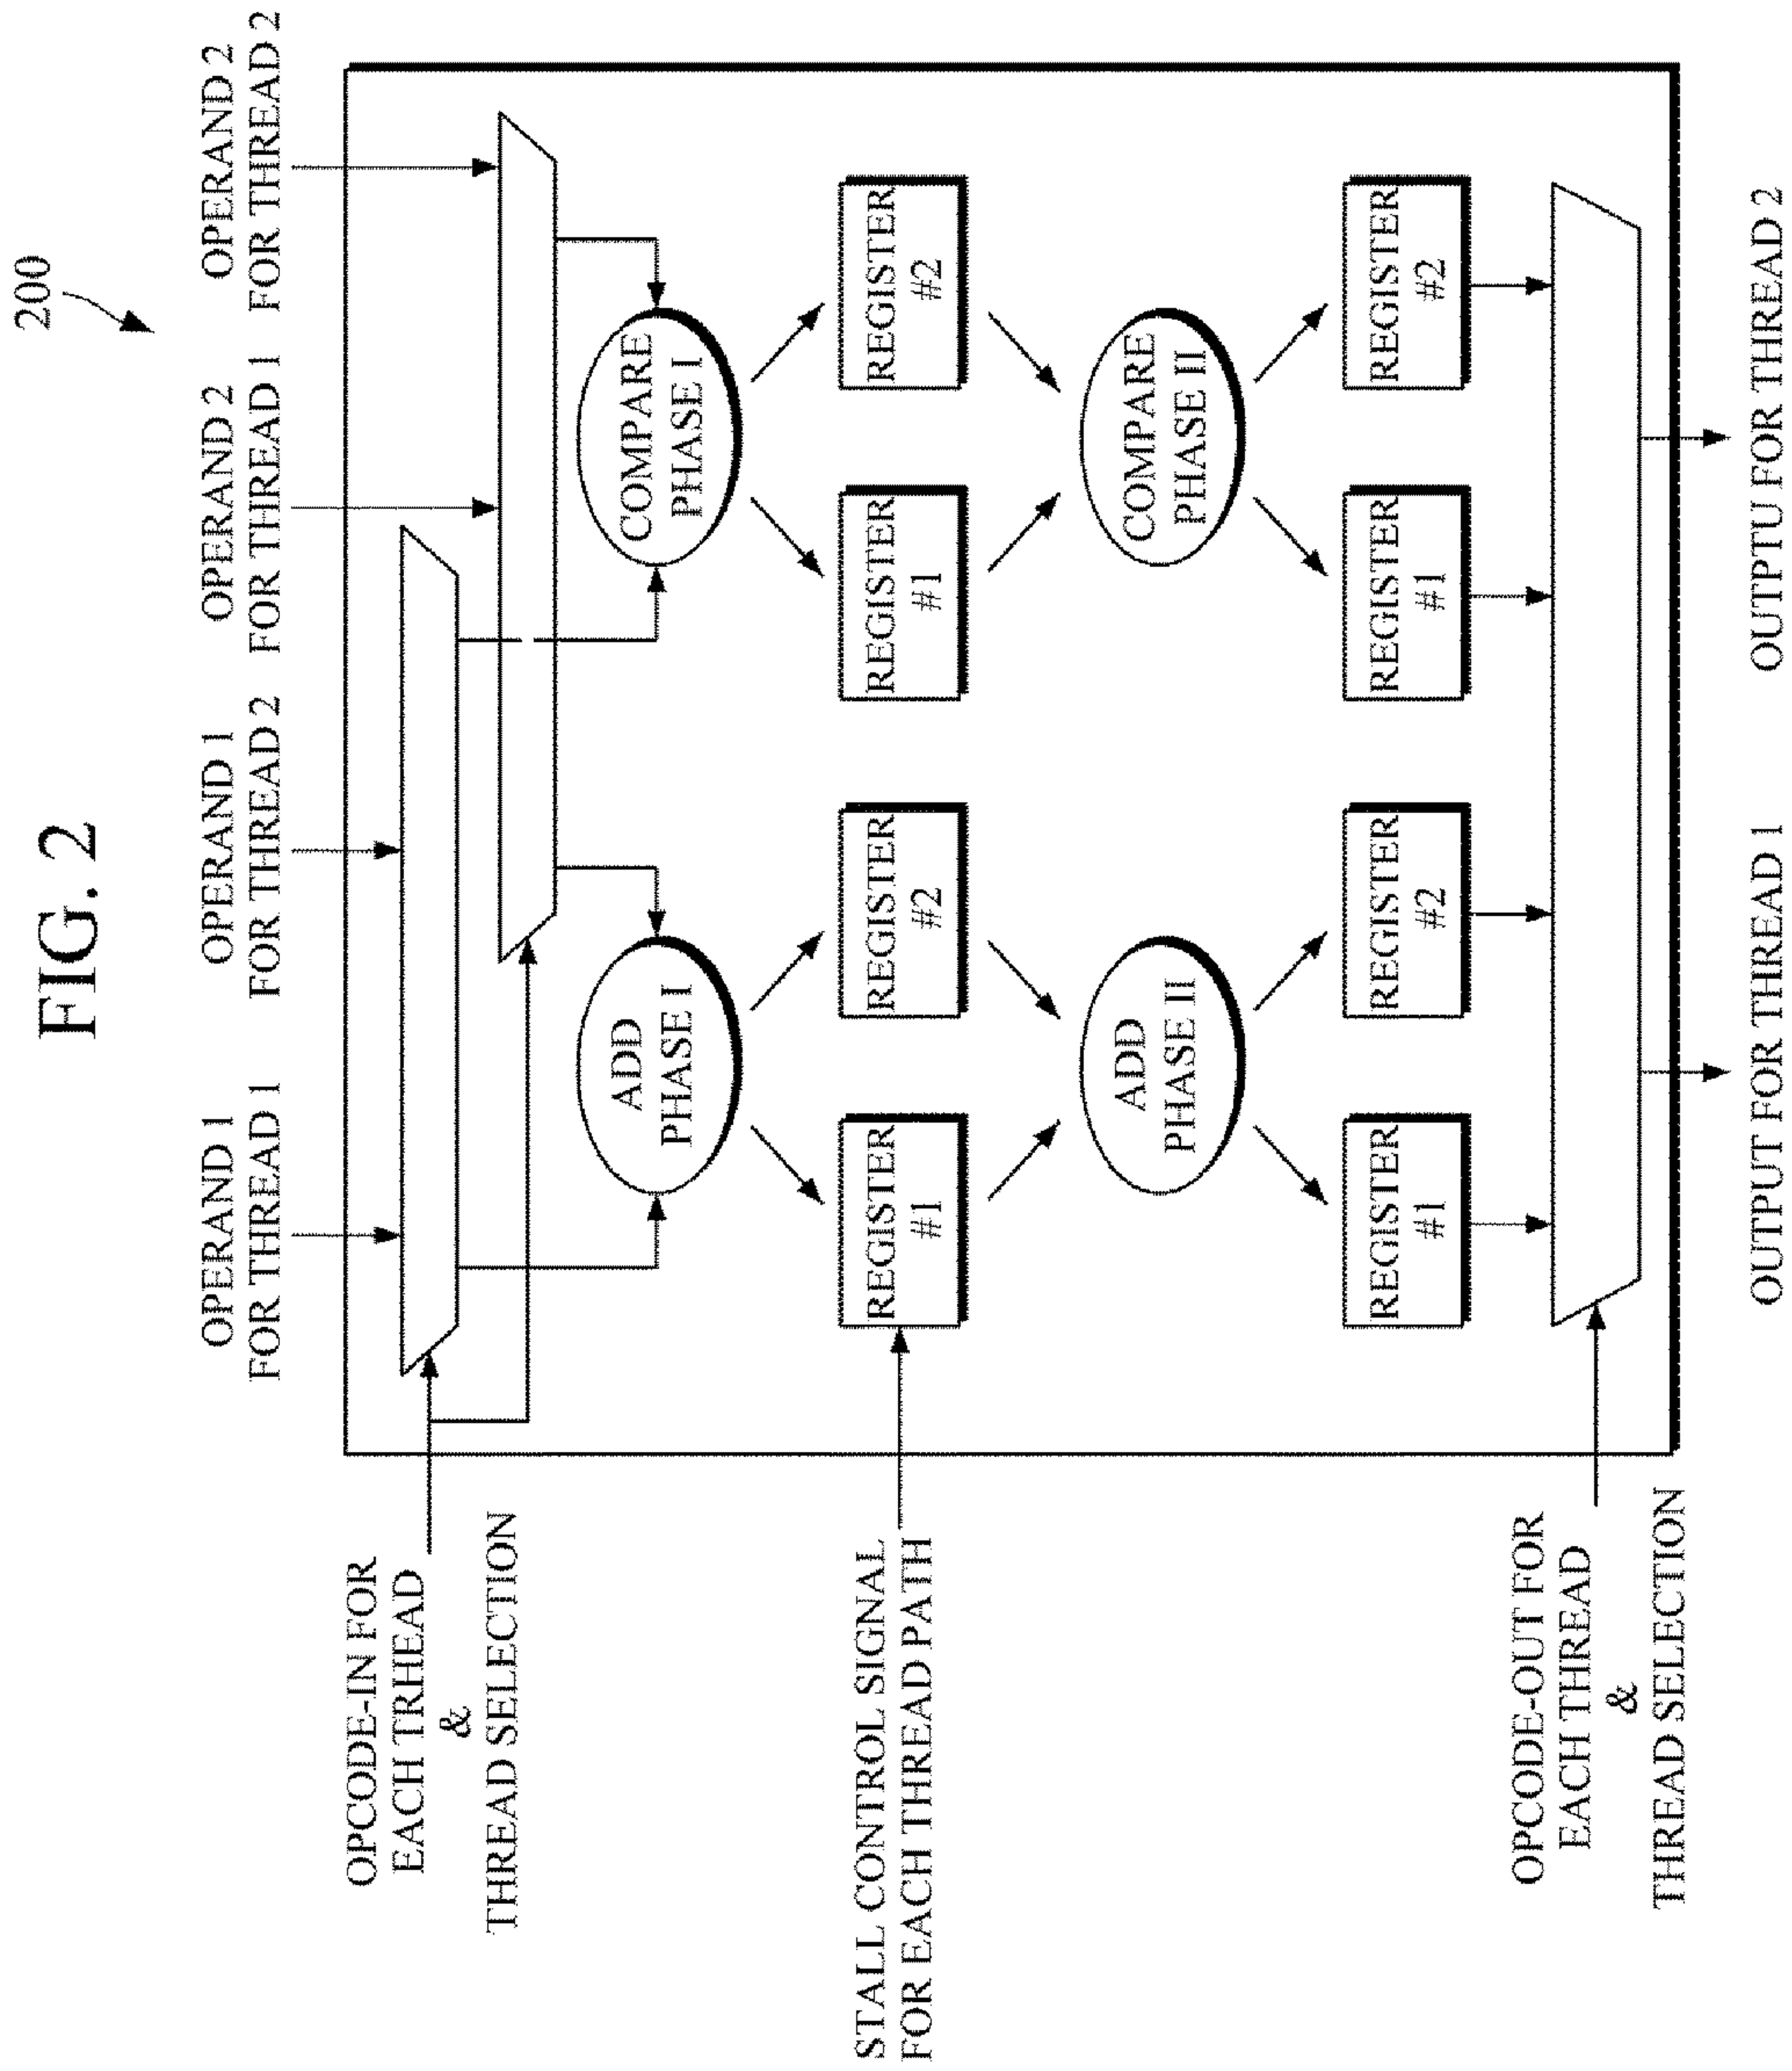 FIG. 2
200
OPERAND 1
FOR THREAD 1
OPERAND 1
FOR THREAD 2
OPERAND 2
FOR THREAD 1
OPERAND 2
FOR THREAD 2
OPCODE-IN FOR
EACH TRHEAD
&
THREAD SELECTION
ADD
PHASE I
COMPARE
PHASE I
STALL CONTROL SIGNAL
FOR EACH THREAD PATH
REGISTER
#1
REGISTER
#2
REGISTER
#1
REGISTER
#2
ADD
PHASE II
COMPARE
PHASE II
REGISTER
#1
REGISTER
#2
REGISTER
#1
REGISTER
#2
OPCODE-OUT FOR
EACH THREAD
&
THREAD SELECTION
OUTPUT FOR THREAD 1
OUTPTU FOR THREAD 2